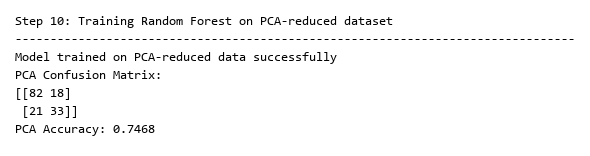 Step 10: Training Random Forest on PCA-reduced dataset
--------------------------------------------------------------------------------
Model trained on PCA-reduced data successfully
PCA Confusion Matrix:
[[82 18]
 [21 33]]
PCA Accuracy: 0.7468